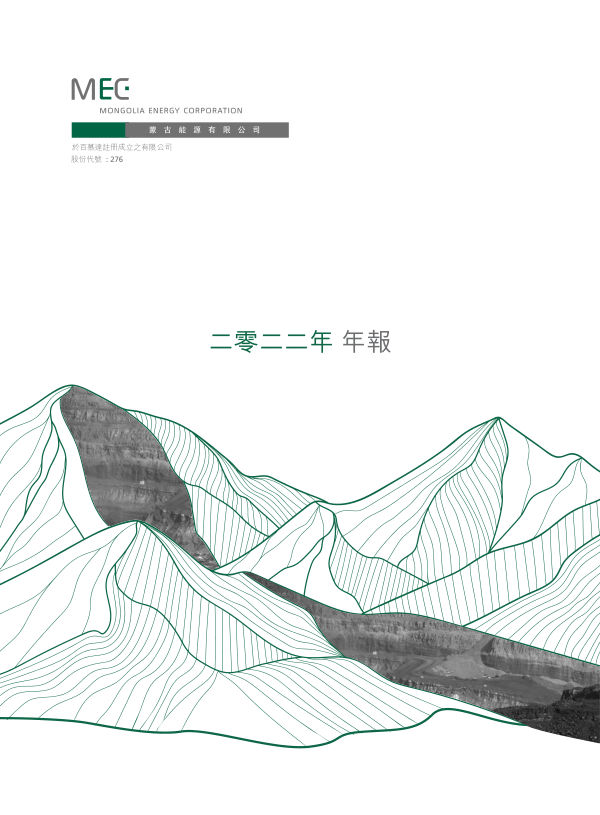 MEC
MONGOLIA ENERGY CORPORATION
蒙古能源有限公司
於百慕達註冊成立之有限公司
股份代號 : 276
二零二二年 年報